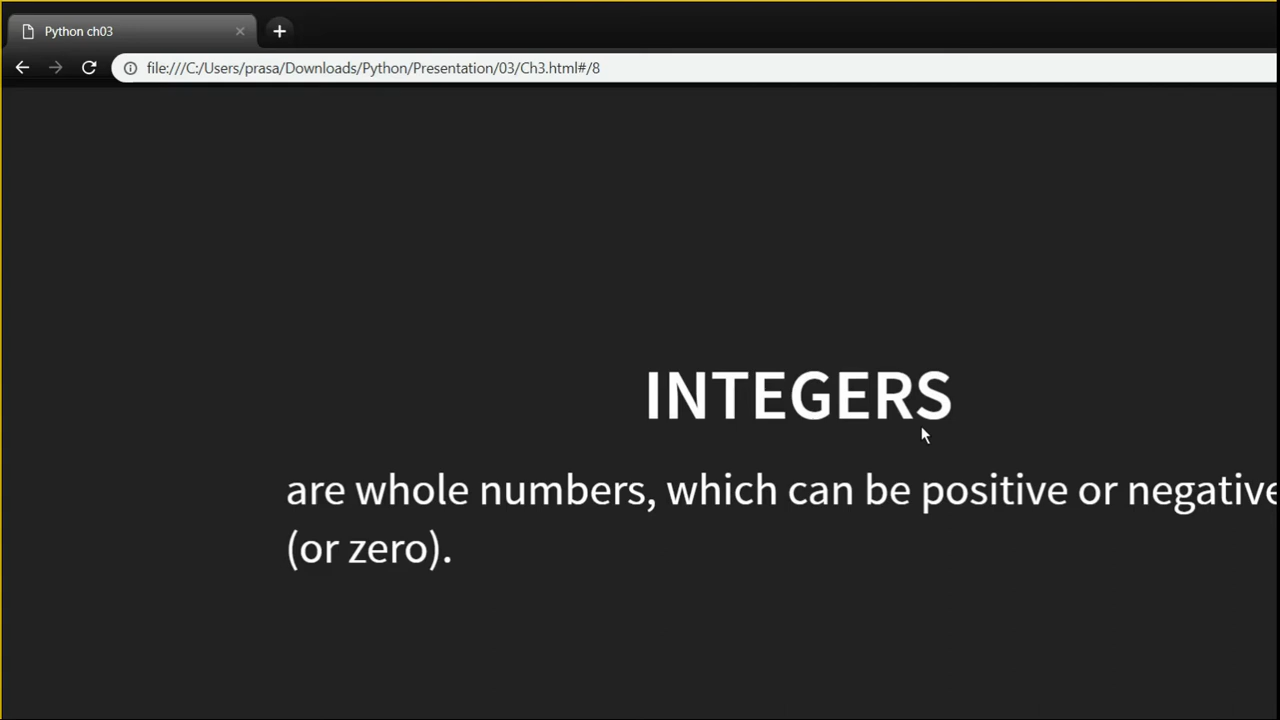 Python ch03
file:///C:/Users/prasa/Downloads/Python/Presentation/03/Ch3.html#/8
INTEGERS
are whole numbers, which can be positive or negative
(or zero).